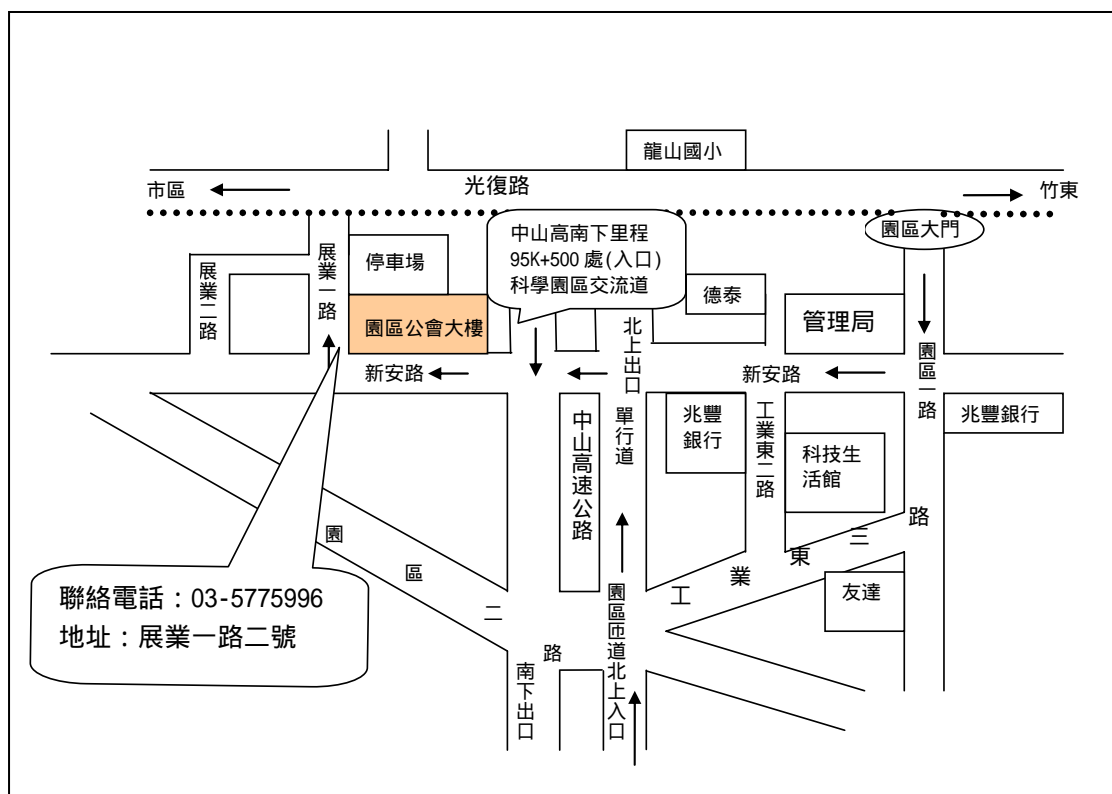 龍山國小
市區
光復路
竹東
園區大門
中山高南下里程
95K+500 處(入口)
科學園區交流道
展業一路
展業二路
停車場
園區公會大樓
北上出口
德泰
管理局
新安路
新安路
園區一路
中山高速公路
單行道
兆豐
銀行
工業東二路
科技生
活館
兆豐銀行
園區二路
工業東三路
友達
聯絡電話：03-5775996
地址：展業一路二號
南下出口
園區匝道北上入口